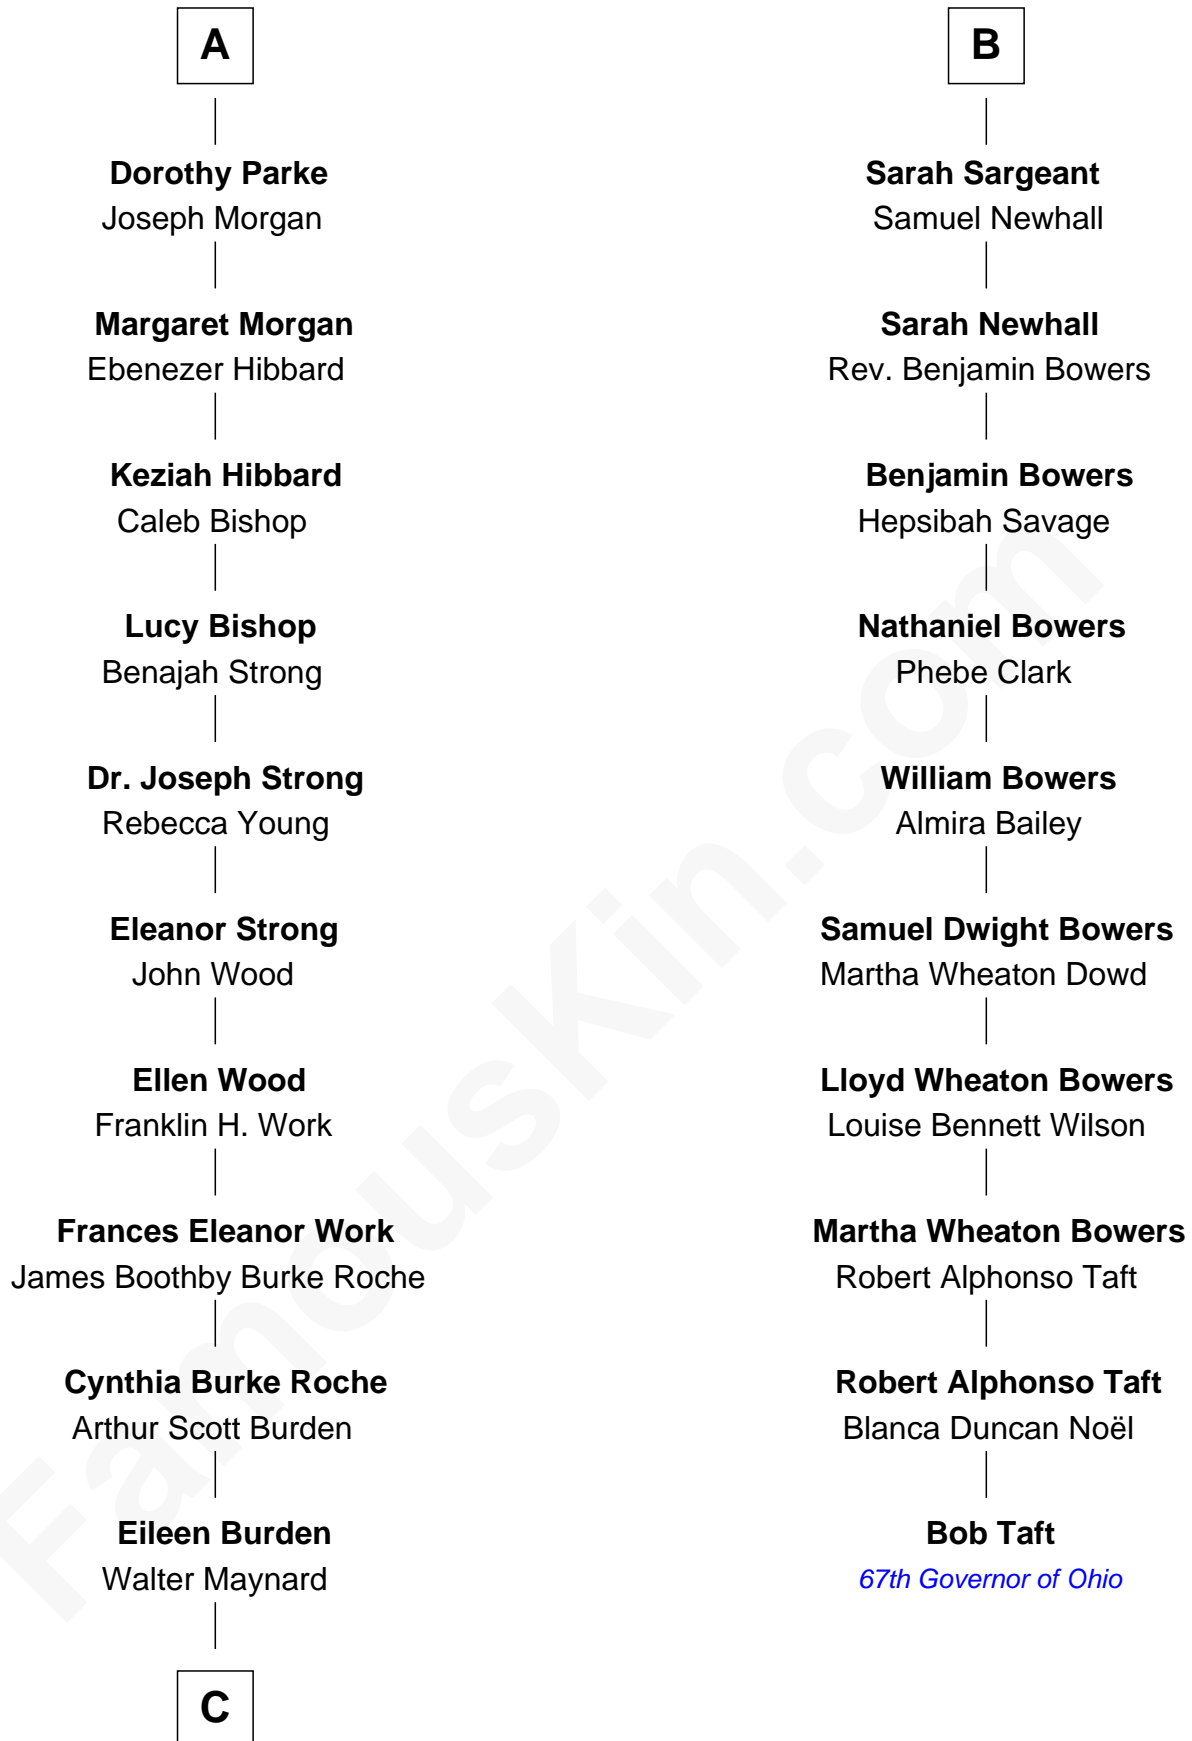 A
Dorothy Parke
Joseph Morgan
Margaret Morgan
Ebenezer Hibbard
Keziah Hibbard
Caleb Bishop
Lucy Bishop
Benajah Strong
Dr. Joseph Strong
Rebecca Young
Eleanor Strong
John Wood
Ellen Wood
Franklin H. Work
Frances Eleanor Work
James Boothby Burke Roche
Cynthia Burke Roche
Arthur Scott Burden
Eileen Burden
Walter Maynard
C
B
Sarah Sargeant
Samuel Newhall
Sarah Newhall
Rev. Benjamin Bowers
Benjamin Bowers
Hepsibah Savage
Nathaniel Bowers
Phebe Clark
William Bowers
Almira Bailey
Samuel Dwight Bowers
Martha Wheaton Dowd
Lloyd Wheaton Bowers
Louise Bennett Wilson
Martha Wheaton Bowers
Robert Alphonso Taft
Robert Alphonso Taft
Blanca Duncan Noël
Bob Taft
67th Governor of Ohio
FamousKin.com